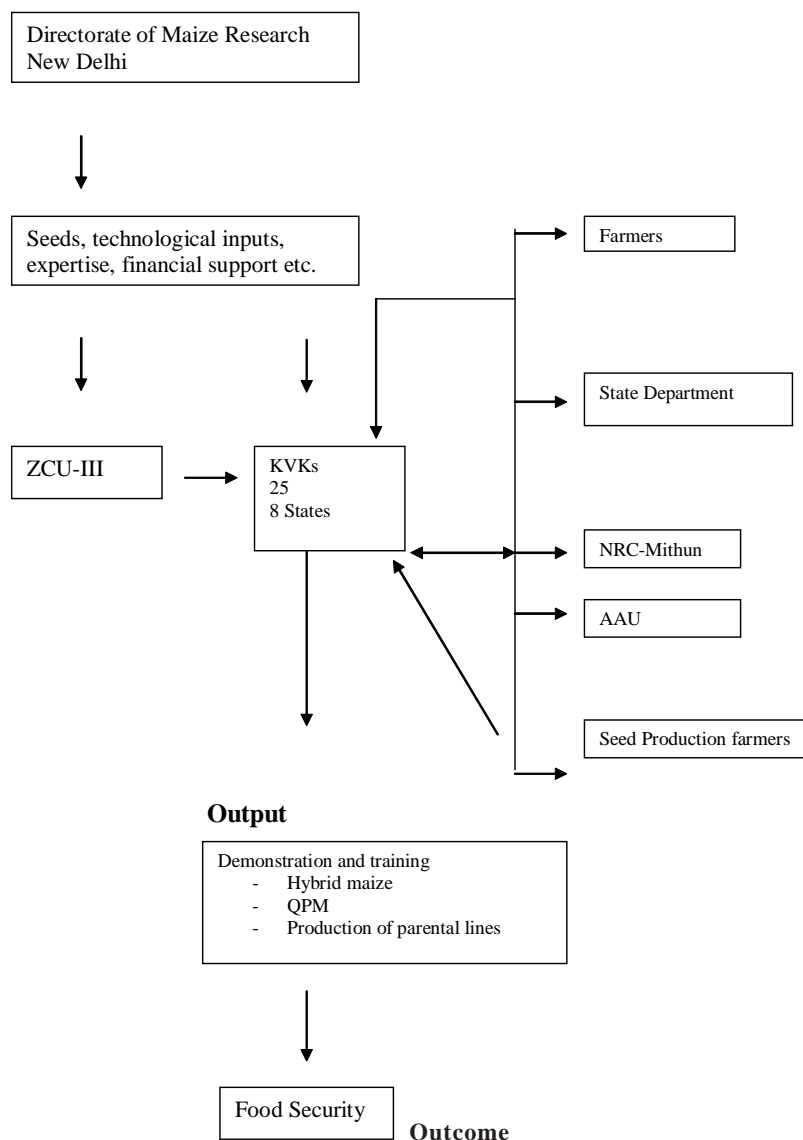 Directorate of Maize Research
New Delhi
Seeds, technological inputs,
expertise, financial support etc.
Farmers
State Department
ZCU-III
KVKs
25
8 States
NRC-Mithun
AAU
Seed Production farmers
Output
Demonstration and training
- Hybrid maize
- QPM
- Production of parental lines
Food Security
Outcome